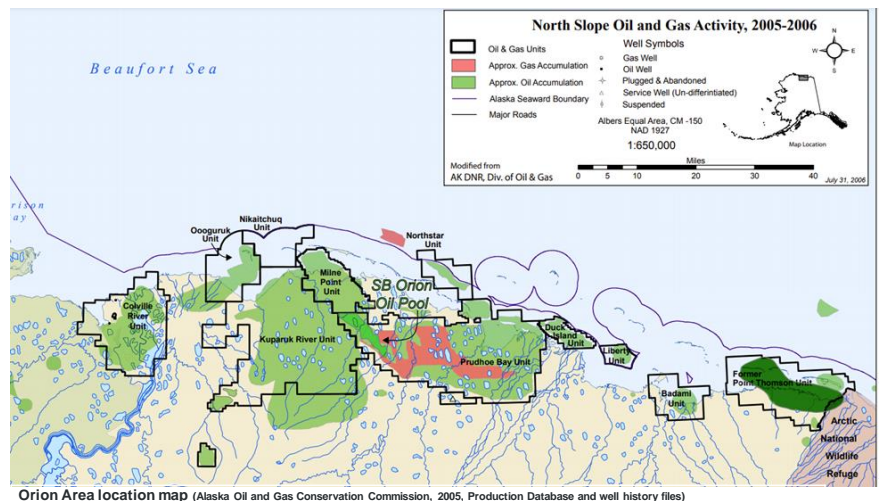 North Slope Oil and Gas Activity, 2005-2006
Oil & Gas Units
Approx. Gas Accumulation
Approx. Oil Accumulation
Alaska Seaward Boundary
Major Roads
Well Symbols
Gas Well
Oil Well
Plugged & Abandoned
Service Well (Un-differintiated)
Suspended
Albers Equal Area, CM -150
NAD 1927
1:650,000
N
W
E
S
Map Location
Modified from
AK DNR, Div. of Oil & Gas
Miles
0 5 10 20 30 40
July 31, 2006
Beaufort Sea
rison
ay
Oooguruk
Unit
Nikaitchuq
Unit
Northstar
Unit
Milne
Point
Unit
SB Orion
Oil Pool
Colville
River
Unit
Kuparuk River Unit
Prudhoe Bay Unit
Duck
Island
Unit
Liberty
Unit
Badami
Unit
Former
Point Thomson Unit
Arctic
National
Wildlife
Refuge
Orion Area location map (Alaska Oil and Gas Conservation Commission, 2005, Production Database and well history files)